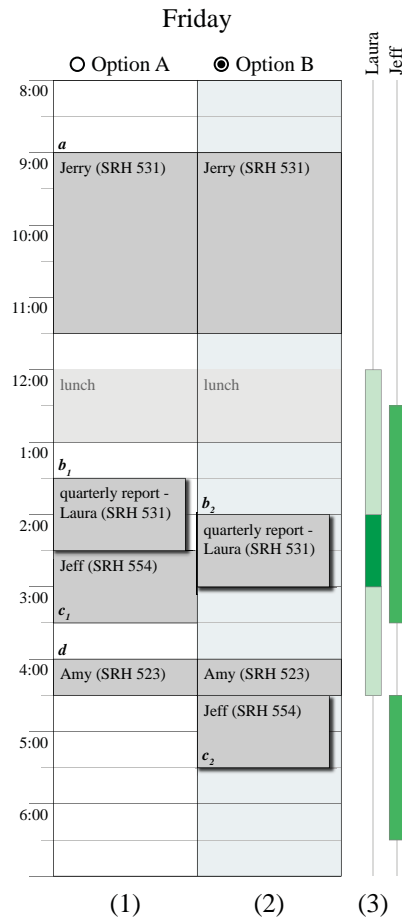 Friday
Option A
Option B
Laura
Jeff
8:00
a
9:00
Jerry (SRH 531)
Jerry (SRH 531)
10:00
11:00
12:00
lunch
lunch
1:00
b1
quarterly report -
Laura (SRH 531)
b2
2:00
quarterly report -
Laura (SRH 531)
Jeff (SRH 554)
3:00
c1
d
4:00
Amy (SRH 523)
Amy (SRH 523)
Jeff (SRH 554)
5:00
c2
6:00
(1)
(2)
(3)